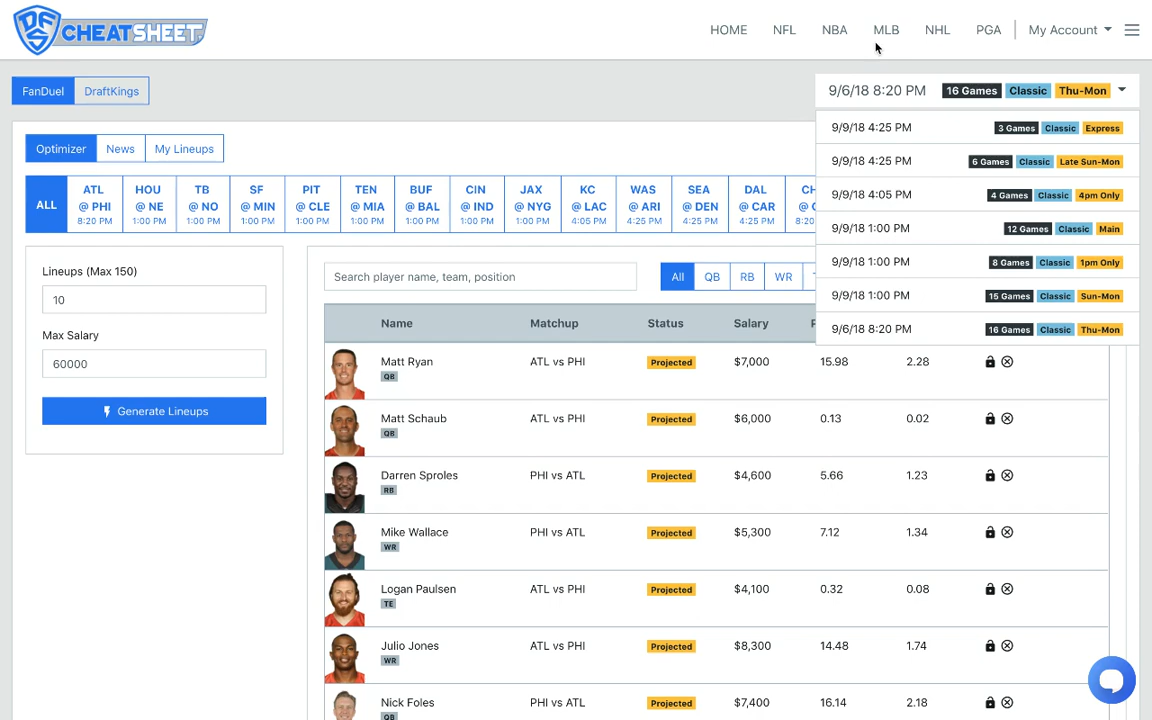 DFS CHEATSHEET
HOME NFL NBA MLB NHL PGA My Account
FanDuel DraftKings
9/6/18 8:20 PM 16 Games Classic Thu-Mon
9/9/18 4:25 PM 3 Games Classic Express
9/9/18 4:25 PM 6 Games Classic Late Sun-Mon
9/9/18 4:05 PM 4 Games Classic 4pm Only
9/9/18 1:00 PM 12 Games Classic Main
9/9/18 1:00 PM 8 Games Classic 1pm Only
9/9/18 1:00 PM 15 Games Classic Sun-Mon
9/6/18 8:20 PM 16 Games Classic Thu-Mon
Optimizer News My Lineups
ALL
ATL HOU TB SF PIT TEN BUF CIN JAX KC WAS SEA DAL
@ PHI @ NE @ NO @ MIN @ CLE @ MIA @ BAL @ IND @ NYG @ LAC @ ARI @ DEN @ CAR
8:20 PM 1:00 PM 1:00 PM 1:00 PM 1:00 PM 1:00 PM 1:00 PM 1:00 PM 1:00 PM 4:05 PM 4:25 PM 4:25 PM 4:25 PM
Lineups (Max 150)
10
Max Salary
60000
Generate Lineups
Search player name, team, position
All QB RB WR
Name Matchup Status Salary
Matt Ryan ATL vs PHI Projected $7,000 15.98 2.28
QB
Matt Schaub ATL vs PHI Projected $6,000 0.13 0.02
QB
Darren Sproles PHI vs ATL Projected $4,600 5.66 1.23
RB
Mike Wallace PHI vs ATL Projected $5,300 7.12 1.34
WR
Logan Paulsen ATL vs PHI Projected $4,100 0.32 0.08
TE
Julio Jones ATL vs PHI Projected $8,300 14.48 1.74
WR
Nick Foles PHI vs ATL Projected $7,400 16.14 2.18
QB